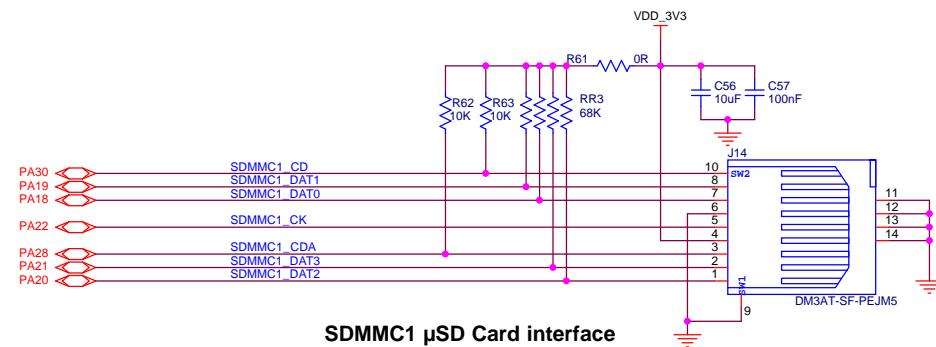 VDD_3V3
R61 0R
R62 10K
R63 10K
RR3 68K
C56 10uF
C57 100nF
J14
PA30 SDMMC1_CD 10 SW2
PA19 SDMMC1_DAT1 8
PA18 SDMMC1_DAT0 7
6
PA22 SDMMC1_CK 5
4
PA28 SDMMC1_CDA 3
PA21 SDMMC1_DAT3 2
PA20 SDMMC1_DAT2 1
11
12
13
14
SW1
9
DM3AT-SF-PEJM5
SDMMC1 µSD Card interface